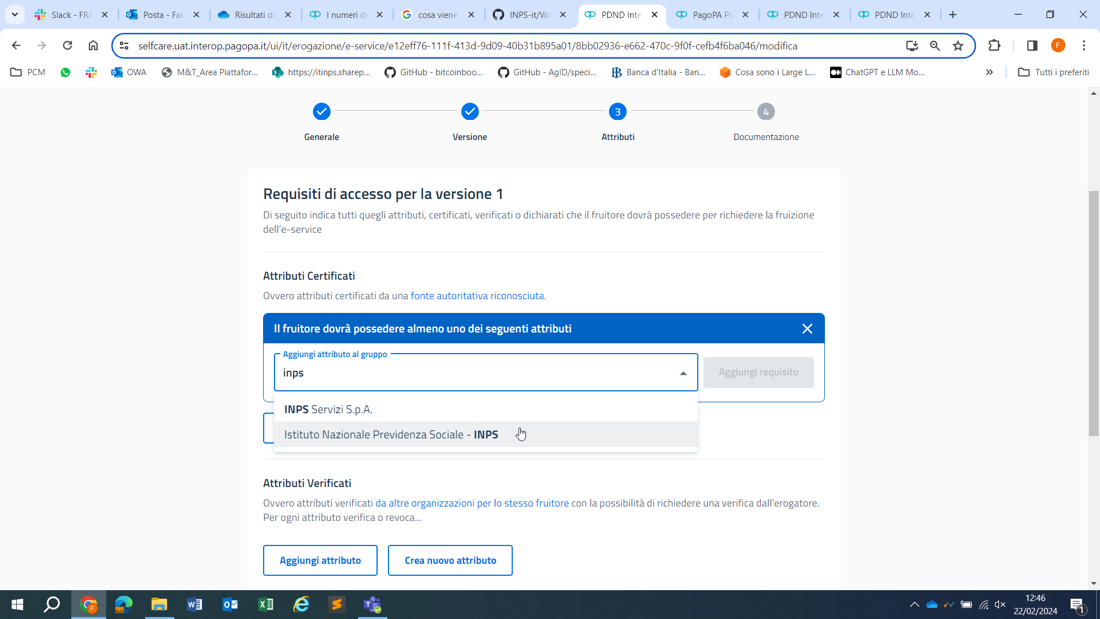 Slack - FRA
Posta - Fal
Risultati de
I numeri de
cosa viene
INPS-it/Wa
PDND Inte
PagoPA Pi
PDND Inte
PDND Inte
selfcare.uat.interop.pagopa.it/ui/it/erogazione/e-service/e12eff76-111f-413d-9d09-40b31b895a01/8bb02936-e662-470c-9f0f-cefb4f6ba046/modifica
F
PCM
OWA
M&T_Area Piattafor...
https://itinps.sharep...
GitHub - bitcoinboo...
GitHub - AgID/speci...
Banca d'Italia - Ban...
Cosa sono i Large L...
ChatGPT e LLM Mo...
»
Tutti i preferiti
3
4
Generale
Versione
Attributi
Documentazione
Requisiti di accesso per la versione 1
Di seguito indica tutti quegli attributi, certificati, verificati o dichiarati che il fruitore dovrà possedere per richiedere la fruizione
dell'e-service
Attributi Certificati
Ovvero attributi certificati da una fonte autoritativa riconosciuta.
Il fruitore dovrà possedere almeno uno dei seguenti attributi
Aggiungi attributo al gruppo
inps
Aggiungi requisito
INPS Servizi S.p.A.
Istituto Nazionale Previdenza Sociale - INPS
Attributi Verificati
Ovvero attributi verificati da altre organizzazioni per lo stesso fruitore con la possibilità di richiedere una verifica dall'erogatore.
Per ogni attributo verifica o revoca...
Aggiungi attributo
Crea nuovo attributo
12:46
22/02/2024
1